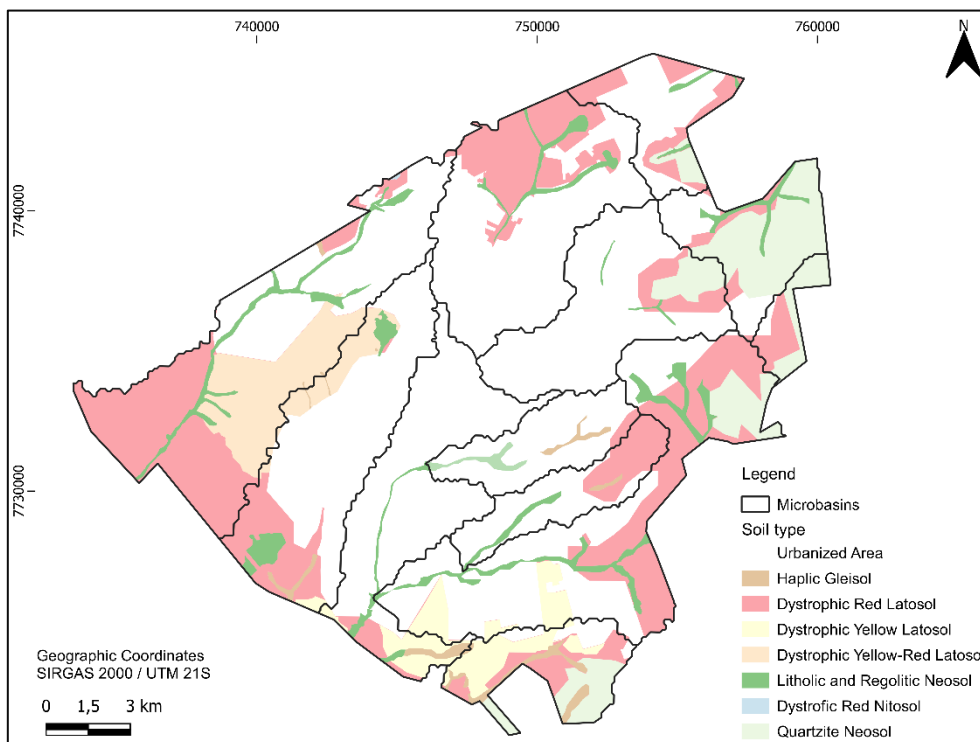 740000
750000
760000
N
7740000
7730000
Legend
Microbasins
Soil type
Urbanized Area
Haplic Gleisol
Dystrophic Red Latosol
Dystrophic Yellow Latosol
Dystrophic Yellow-Red Latoso
Litholic and Regolitic Neosol
Dystrofic Red Nitosol
Quartzite Neosol
Geographic Coordinates
SIRGAS 2000 / UTM 21S
0 1,5 3 km